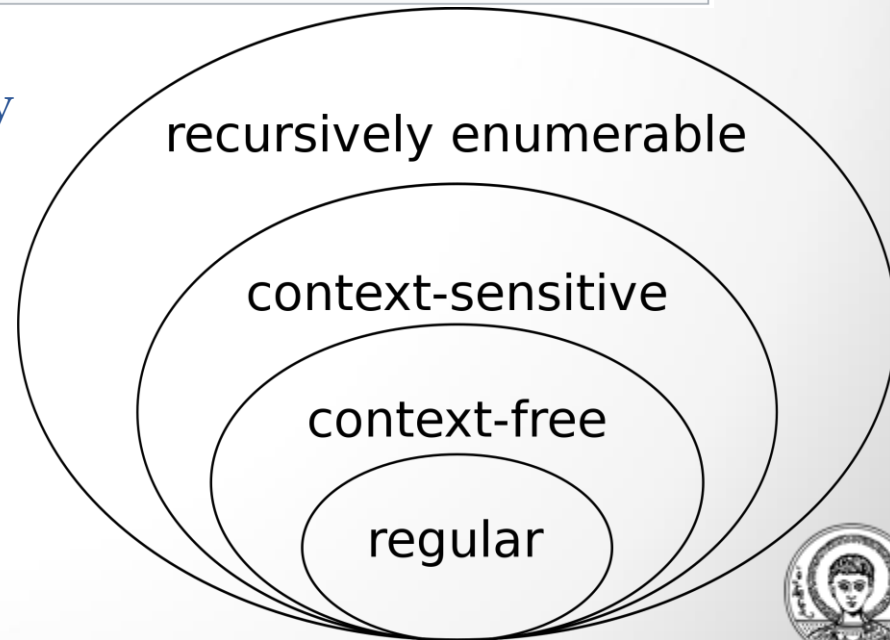 y
recursively enumerable
context-sensitive
context-free
regular